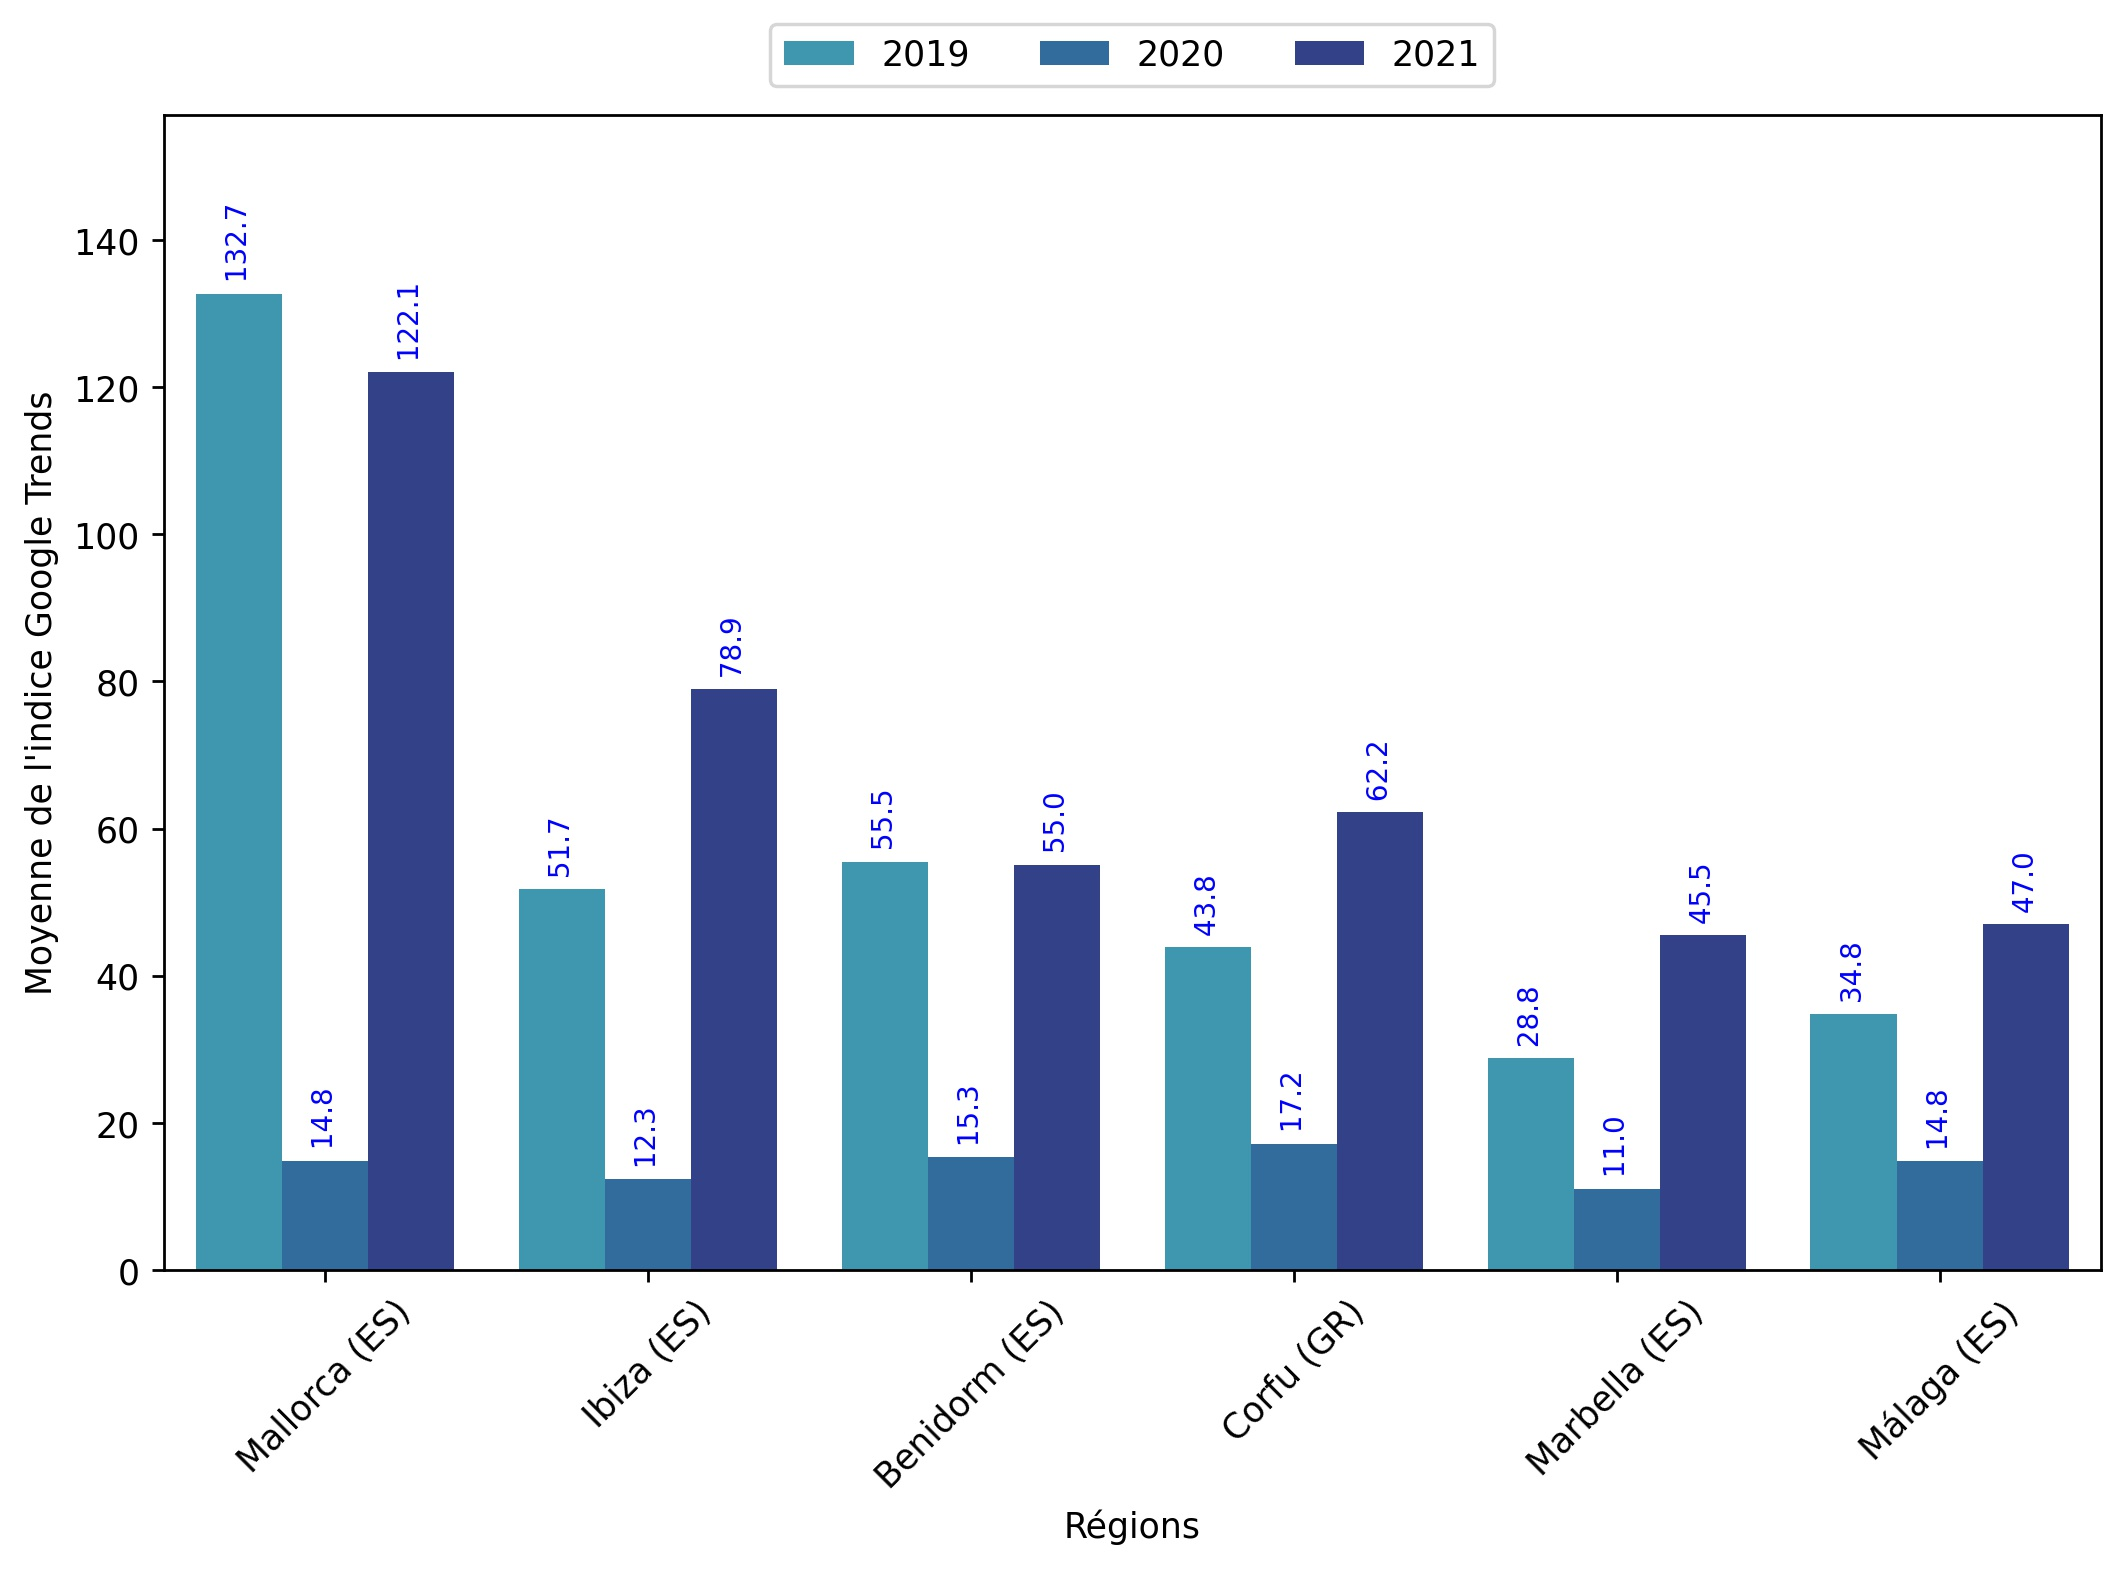 2019 2020 2021
Moyenne de l'indice Google Trends
140
120
100
80
60
40
20
0
132.7
14.8
122.1
51.7
12.3
78.9
55.5
15.3
55.0
43.8
17.2
62.2
28.8
11.0
45.5
34.8
14.8
47.0
Mallorca (ES)
Ibiza (ES)
Benidorm (ES)
Corfu (GR)
Marbella (ES)
Málaga (ES)
Régions